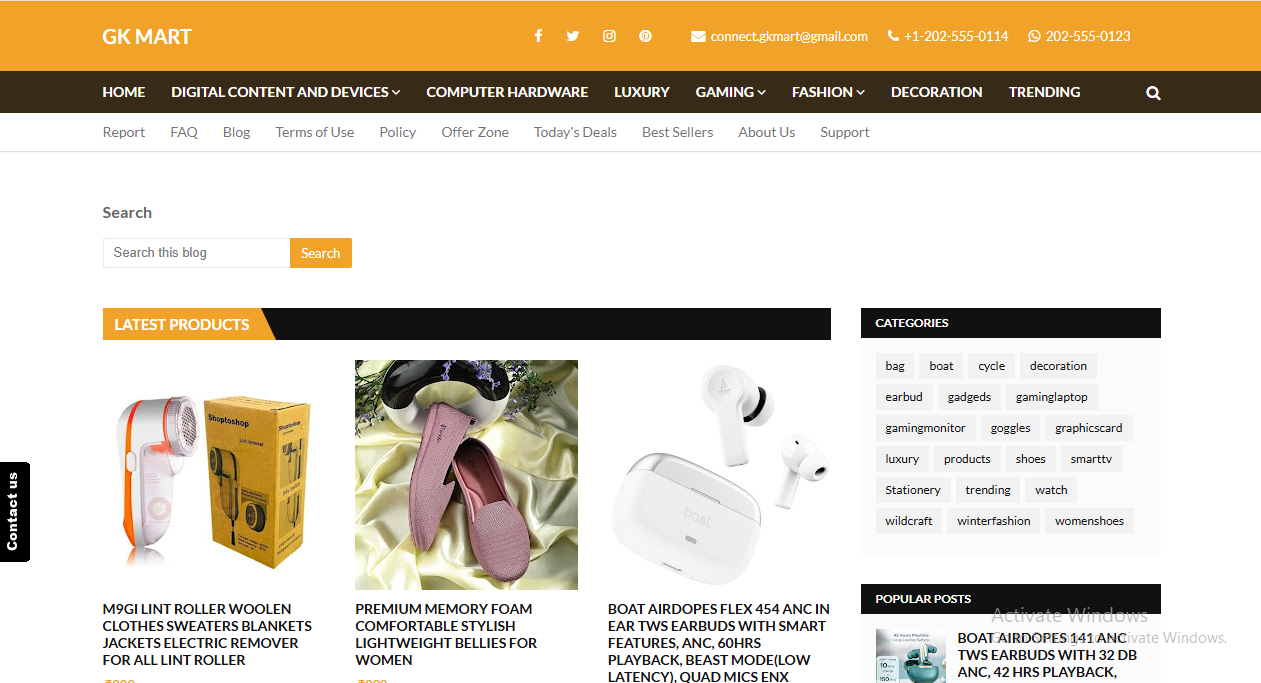 GK MART
connect.gkmart@gmail.com +1-202-555-0114 202-555-0123
HOME DIGITAL CONTENT AND DEVICES COMPUTER HARDWARE LUXURY GAMING FASHION DECORATION TRENDING
Report FAQ Blog Terms of Use Policy Offer Zone Today's Deals Best Sellers About Us Support
Search
Search this blog Search
LATEST PRODUCTS
Shoptoshop
Lint remover
boAt
M9GI LINT ROLLER WOOLEN
CLOTHES SWEATERS BLANKETS
JACKETS ELECTRIC REMOVER
FOR ALL LINT ROLLER
PREMIUM MEMORY FOAM
COMFORTABLE STYLISH
LIGHTWEIGHT BELLIES FOR
WOMEN
BOAT AIRDOPES FLEX 454 ANC IN
EAR TWS EARBUDS WITH SMART
FEATURES, ANC, 60HRS
PLAYBACK, BEAST MODE(LOW
LATENCY), QUAD MICS ENX
CATEGORIES
bag boat cycle decoration
earbud gadgeds gaminglaptop
gamingmonitor goggles graphicscard
luxury products shoes smarttv
Stationery trending watch
wildcraft winterfashion womenshoes
POPULAR POSTS
42 Hours Playtime
10
150
BOAT AIRDOPES 141 ANC
TWS EARBUDS WITH 32 DB
ANC, 42 HRS PLAYBACK,
Contact us
Activate Windows
Go to Settings to activate Windows.